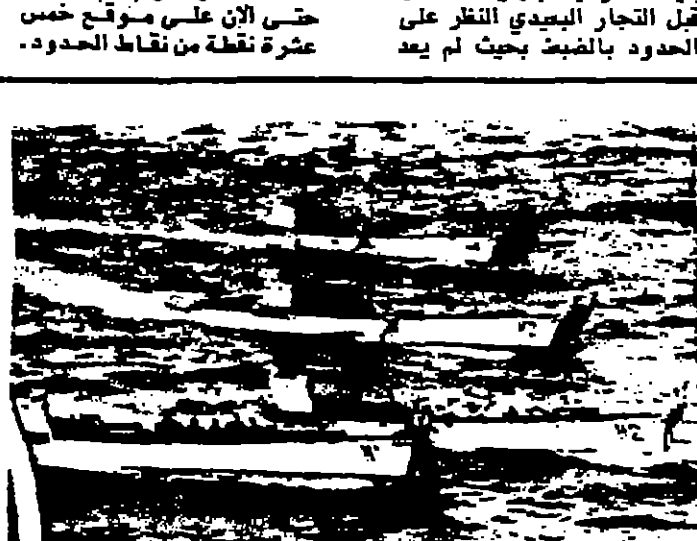 قبل التجار البعيدي النظر على
الحدود بالضبط بحيث لم يعد
حتى الآن على موقع خمس
عشرة نقطة من نقاط الحدود.